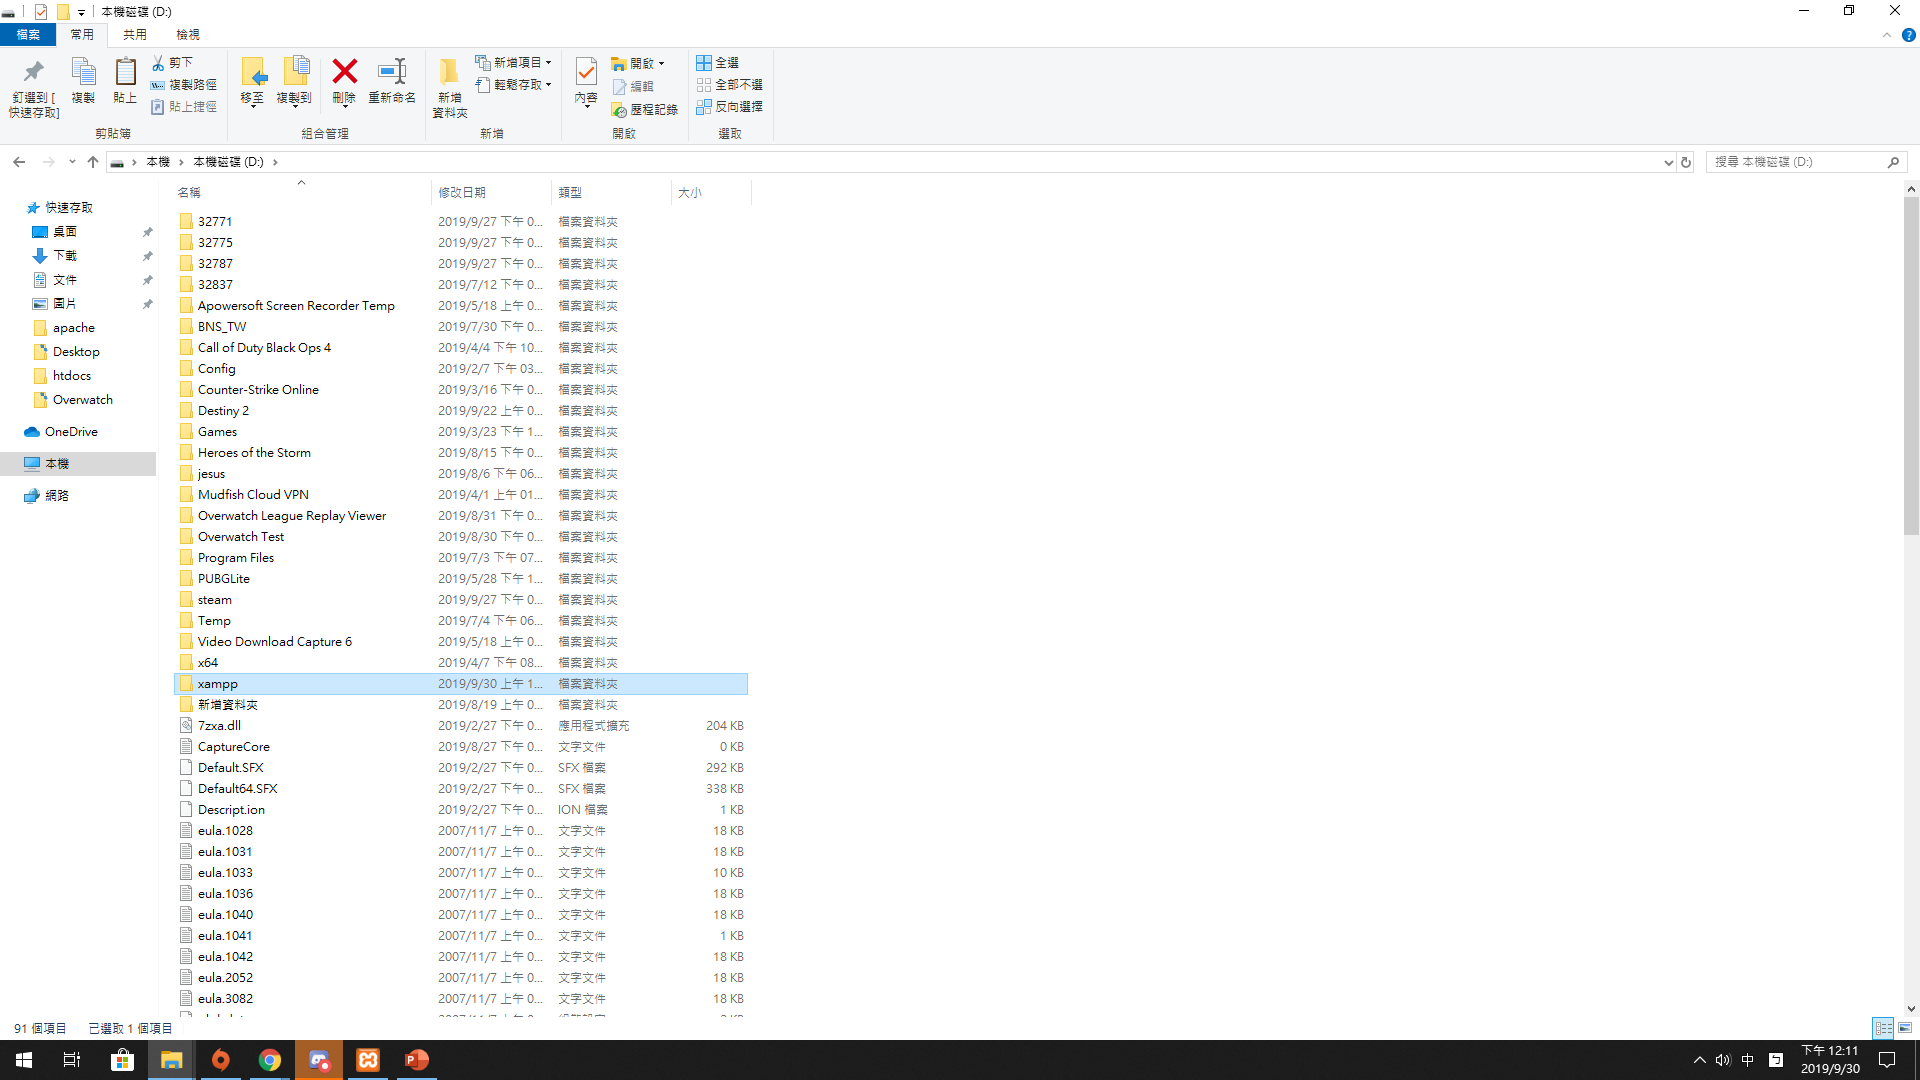 本機磁碟 (D:)
檔案 常用 共用 檢視
釘選到 [
快速存取]
複製
貼上
剪下
複製路徑
貼上捷徑
剪貼簿
移至
複製到
刪除
重新命名
組合管理
新增
資料夾
新增項目
輕鬆存取
新增
內容
開啟
編輯
歷程記錄
開啟
全選
全部不選
反向選擇
選取
本機 本機磁碟 (D:)
搜尋 本機磁碟 (D:)
快速存取
桌面
下載
文件
圖片
apache
Desktop
htdocs
Overwatch
OneDrive
本機
網路
名稱 修改日期 類型 大小
32771 2019/9/27 下午 0... 檔案資料夾
32775 2019/9/27 下午 0... 檔案資料夾
32787 2019/9/27 下午 0... 檔案資料夾
32837 2019/7/12 下午 0... 檔案資料夾
Apowersoft Screen Recorder Temp 2019/5/18 上午 0... 檔案資料夾
BNS_TW 2019/7/30 下午 0... 檔案資料夾
Call of Duty Black Ops 4 2019/4/4 下午 10... 檔案資料夾
Config 2019/2/7 下午 03... 檔案資料夾
Counter-Strike Online 2019/3/16 下午 0... 檔案資料夾
Destiny 2 2019/9/22 上午 0... 檔案資料夾
Games 2019/3/23 下午 1... 檔案資料夾
Heroes of the Storm 2019/8/15 下午 0... 檔案資料夾
jesus 2019/8/6 下午 06... 檔案資料夾
Mudfish Cloud VPN 2019/4/1 上午 01... 檔案資料夾
Overwatch League Replay Viewer 2019/8/31 下午 0... 檔案資料夾
Overwatch Test 2019/8/30 下午 0... 檔案資料夾
Program Files 2019/7/3 下午 07... 檔案資料夾
PUBGLite 2019/5/28 下午 1... 檔案資料夾
steam 2019/9/27 下午 0... 檔案資料夾
Temp 2019/7/4 下午 06... 檔案資料夾
Video Download Capture 6 2019/5/18 上午 0... 檔案資料夾
x64 2019/4/7 下午 08... 檔案資料夾
xampp 2019/9/30 上午 1... 檔案資料夾
新增資料夾 2019/8/19 上午 0... 檔案資料夾
7zxa.dll 2019/2/27 下午 0... 應用程式擴充 204 KB
CaptureCore 2019/8/27 下午 0... 文字文件 0 KB
Default.SFX 2019/2/27 下午 0... SFX 檔案 292 KB
Default64.SFX 2019/2/27 下午 0... SFX 檔案 338 KB
Descript.ion 2019/2/27 下午 0... ION 檔案 1 KB
eula.1028 2007/11/7 上午 0... 文字文件 18 KB
eula.1031 2007/11/7 上午 0... 文字文件 18 KB
eula.1033 2007/11/7 上午 0... 文字文件 10 KB
eula.1036 2007/11/7 上午 0... 文字文件 18 KB
eula.1040 2007/11/7 上午 0... 文字文件 18 KB
eula.1041 2007/11/7 上午 0... 文字文件 1 KB
eula.1042 2007/11/7 上午 0... 文字文件 18 KB
eula.2052 2007/11/7 上午 0... 文字文件 18 KB
eula.3082 2007/11/7 上午 0... 文字文件 18 KB
91 個項目 已選取 1 個項目
中
下午 12:11
2019/9/30